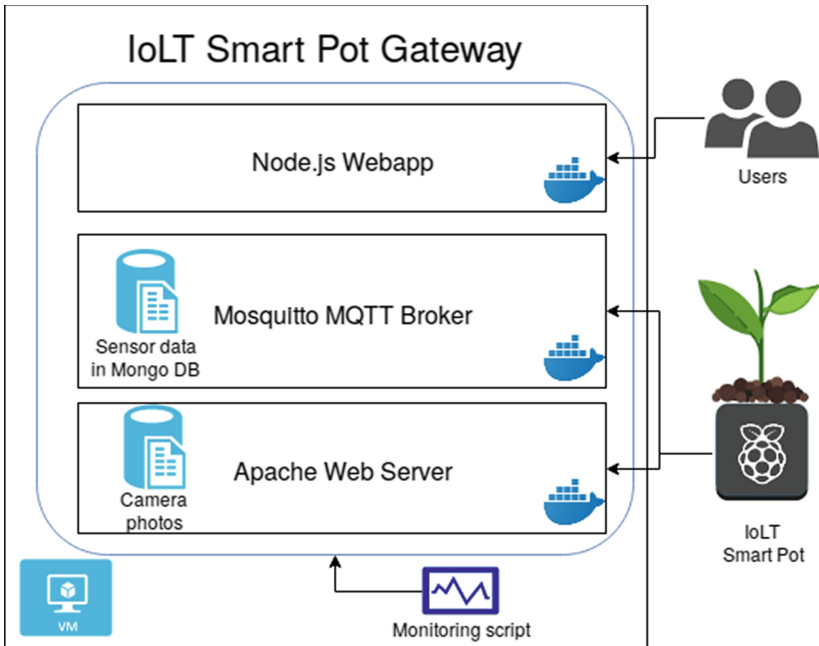 IoLT Smart Pot Gateway
Node.js Webapp
Users
Sensor data
in Mongo DB
Mosquitto MQTT Broker
Camera
photos
Apache Web Server
IoLT
Smart Pot
VM
Monitoring script